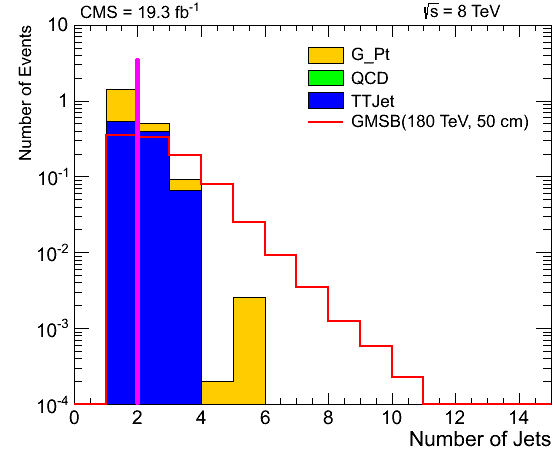 CMS = 19.3 fb⁻¹
√s = 8 TeV
Number of Events
10
1
10⁻¹
10⁻²
10⁻³
10⁻⁴
G_Pt
QCD
TTJet
GMSB(180 TeV, 50 cm)
0 2 4 6 8 10 12 14
Number of Jets